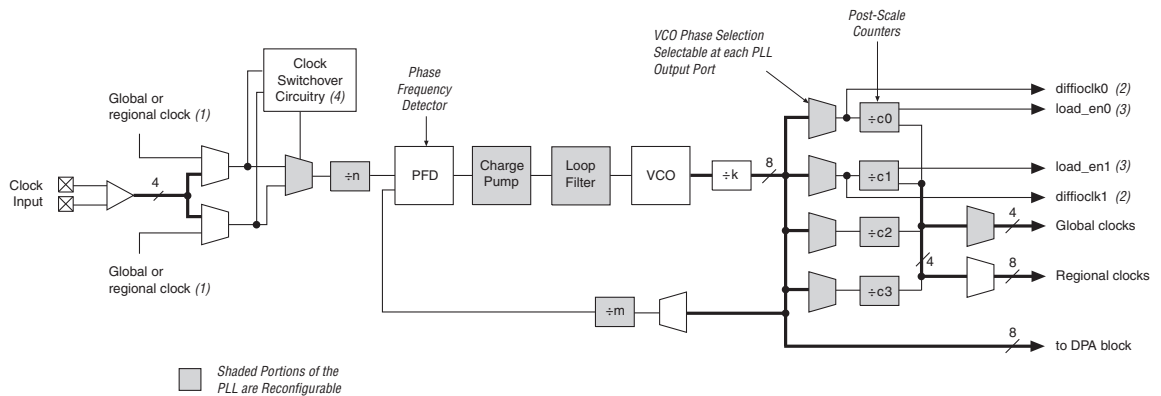 Post-Scale
Counters
VCO Phase Selection
Selectable at each PLL
Output Port
Clock
Switchover
Circuitry (4)
Phase
Frequency
Detector
Global or
regional clock (1)
diffioclk0 (2)
load_en0 (3)
÷c0
4
Clock
Input
÷n
PFD
Charge
Pump
Loop
Filter
VCO
÷k
8
÷c1
load_en1 (3)
diffioclk1 (2)
÷c2
4
Global clocks
Global or
regional clock (1)
4
÷c3
8
Regional clocks
÷m
8
to DPA block
Shaded Portions of the
PLL are Reconfigurable